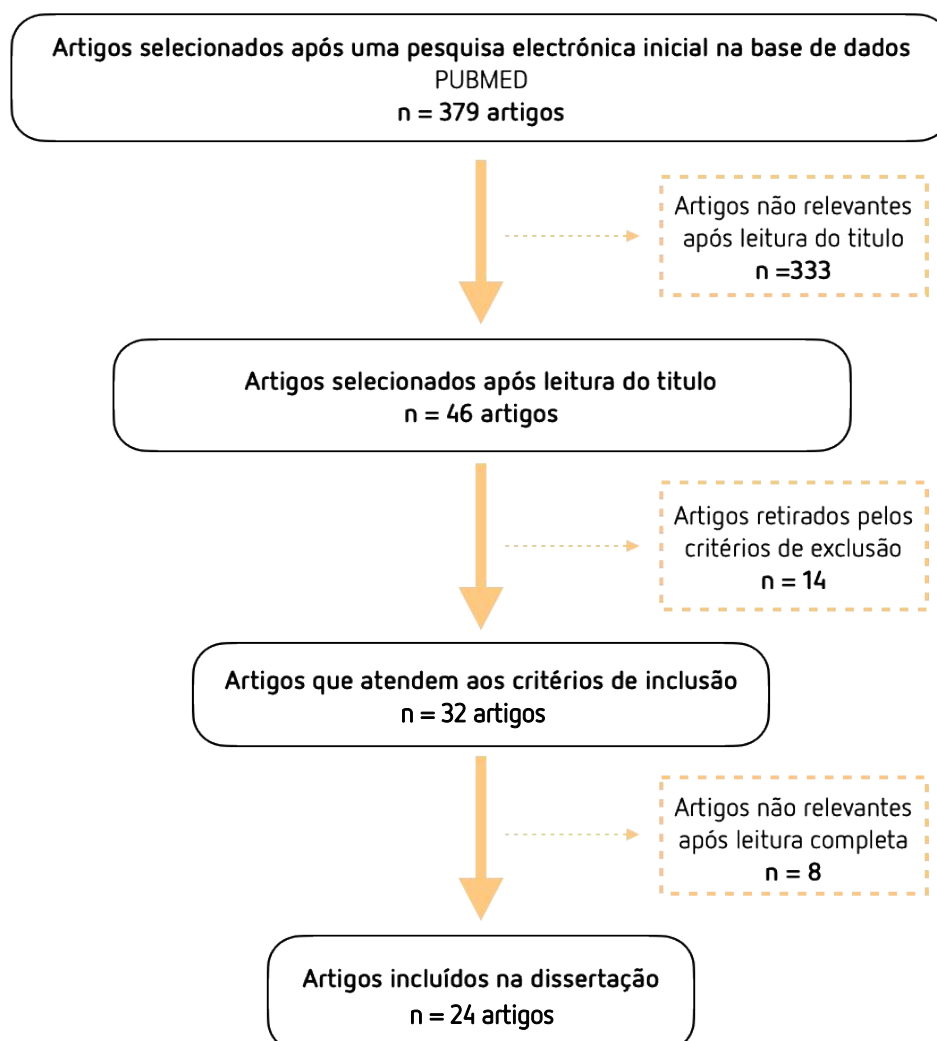 Artigos selecionados após uma pesquisa electrónica inicial na base de dados
PUBMED
n = 379 artigos
Artigos não relevantes
após leitura do titulo
n =333
Artigos selecionados após leitura do titulo
n = 46 artigos
Artigos retirados pelos
critérios de exclusão
n = 14
Artigos que atendem aos critérios de inclusão
n = 32 artigos
Artigos não relevantes
após leitura completa
n = 8
Artigos incluídos na dissertação
n = 24 artigos